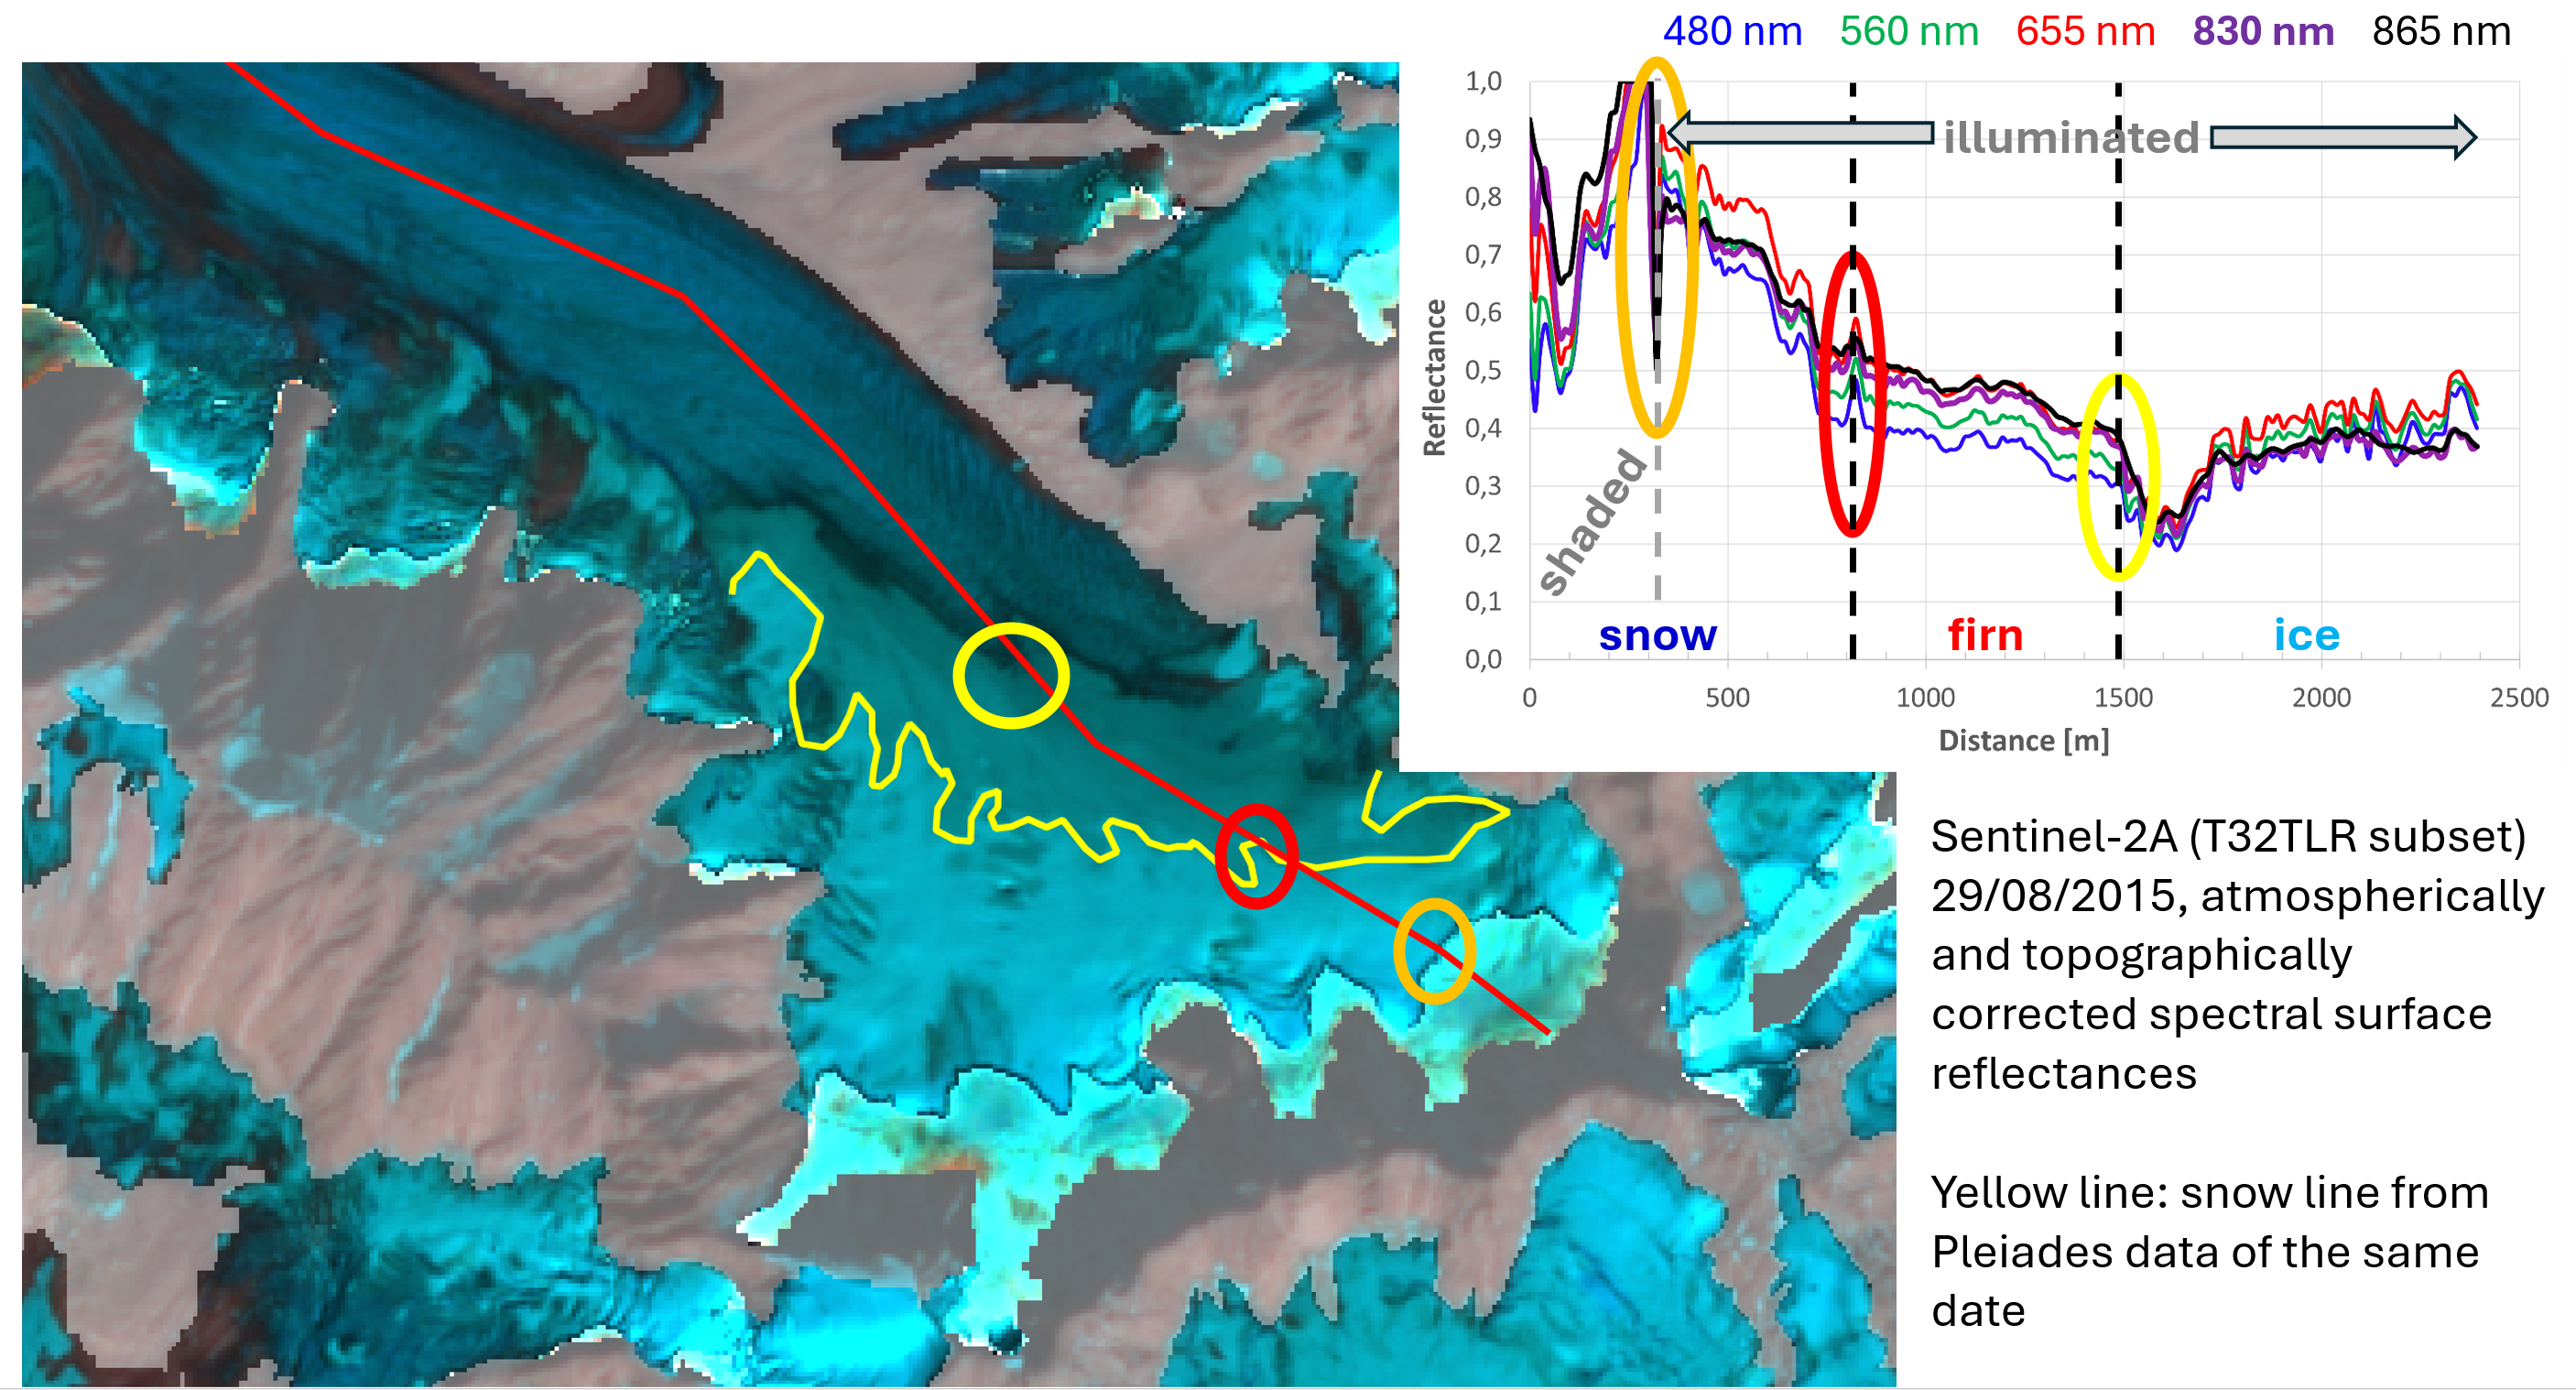 480 nm 560 nm 655 nm 830 nm 865 nm
1,0
0,9
0,8
0,7
0,6
0,5
0,4
0,3
0,2
0,1
0,0
Reflectance
illuminated
shaded
snow firn ice
0 500 1000 1500 2000 2500
Distance [m]
Sentinel-2A (T32TLR subset)
29/08/2015, atmospherically
and topographically
corrected spectral surface
reflectances
Yellow line: snow line from
Pleiades data of the same
date